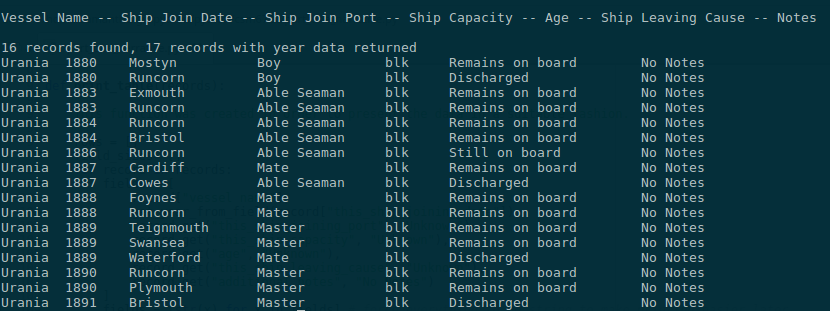 Vessel Name -- Ship Join Date -- Ship Join Port -- Ship Capacity -- Age -- Ship Leaving Cause -- Notes
16 records found, 17 records with year data returned
Urania 1880 Mostyn Boy blk Remains on board No Notes
Urania 1880 Runcorn Boy blk Discharged No Notes
Urania 1883 Exmouth Able Seaman blk Remains on board No Notes
Urania 1883 Runcorn Able Seaman blk Remains on board No Notes
Urania 1884 Runcorn Able Seaman blk Remains on board No Notes
Urania 1884 Bristol Able Seaman blk Remains on board No Notes
Urania 1886 Runcorn Able Seaman blk Still on board No Notes
Urania 1887 Cardiff Mate blk Remains on board No Notes
Urania 1887 Cowes Able Seaman blk Discharged No Notes
Urania 1888 Foynes Mate blk Remains on board No Notes
Urania 1888 Runcorn Mate blk Remains on board No Notes
Urania 1889 Teignmouth Master blk Remains on board No Notes
Urania 1889 Swansea Master blk Remains on board No Notes
Urania 1889 Waterford Mate blk Discharged No Notes
Urania 1890 Runcorn Master blk Remains on board No Notes
Urania 1890 Plymouth Master blk Remains on board No Notes
Urania 1891 Bristol Master blk Discharged No Notes